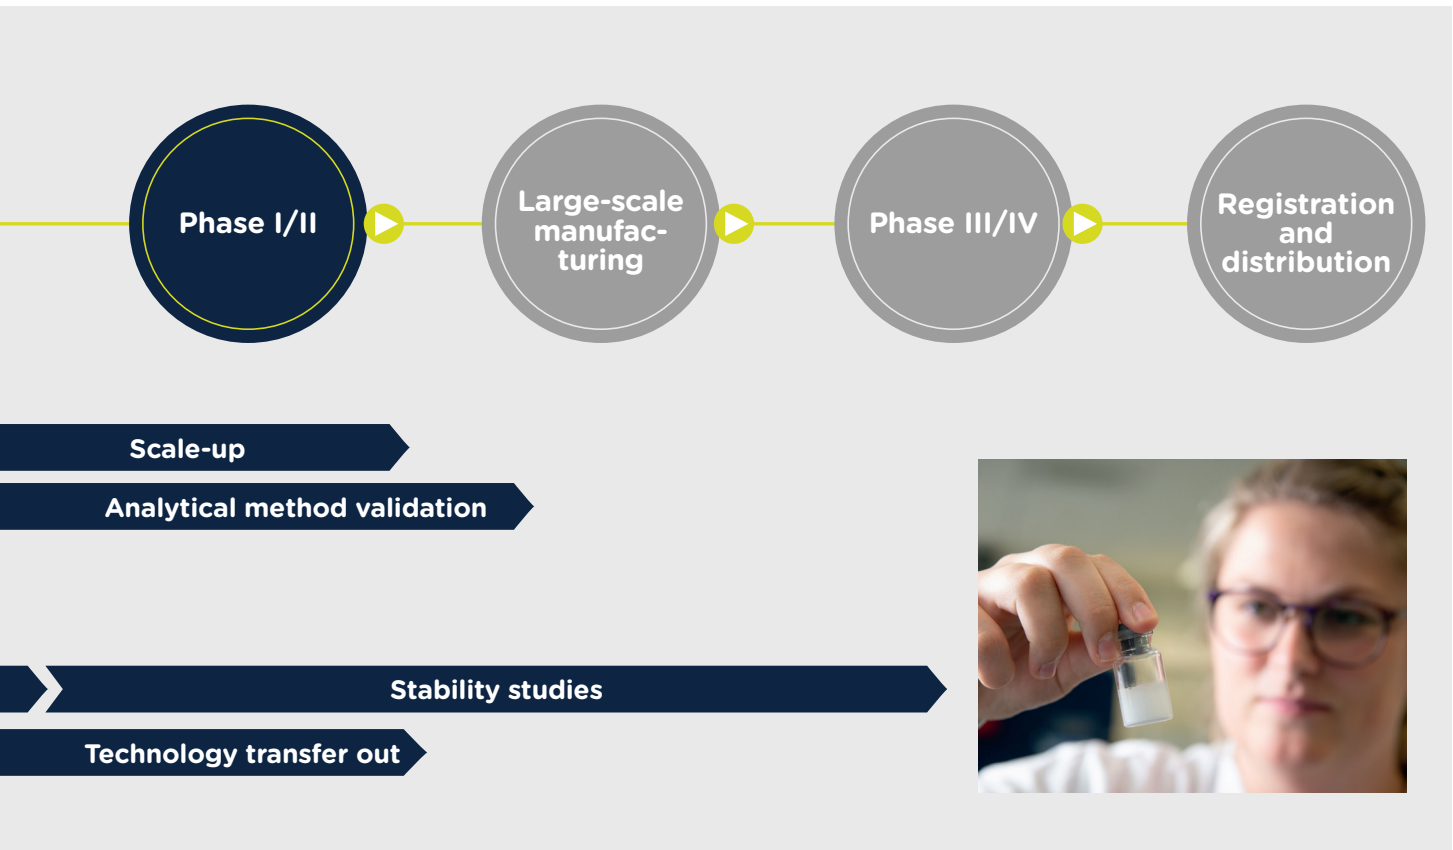 Phase I/II
Large-scale
manufac-
turing
Phase III/IV
Registration
and
distribution
Scale-up
Analytical method validation
Stability studies
Technology transfer out